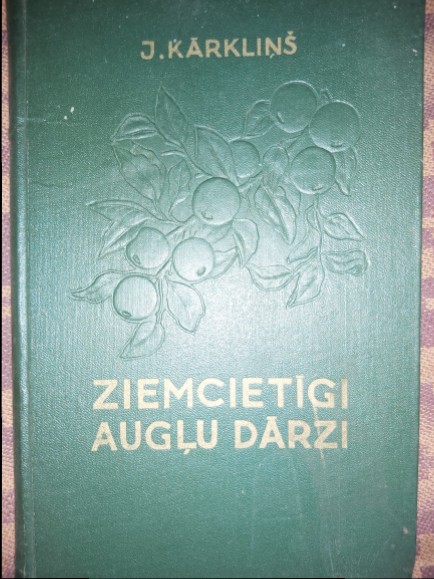 J. KĀRKLIŅŠ
ZIEMCIETĪGI
AUGĻU DĀRZI